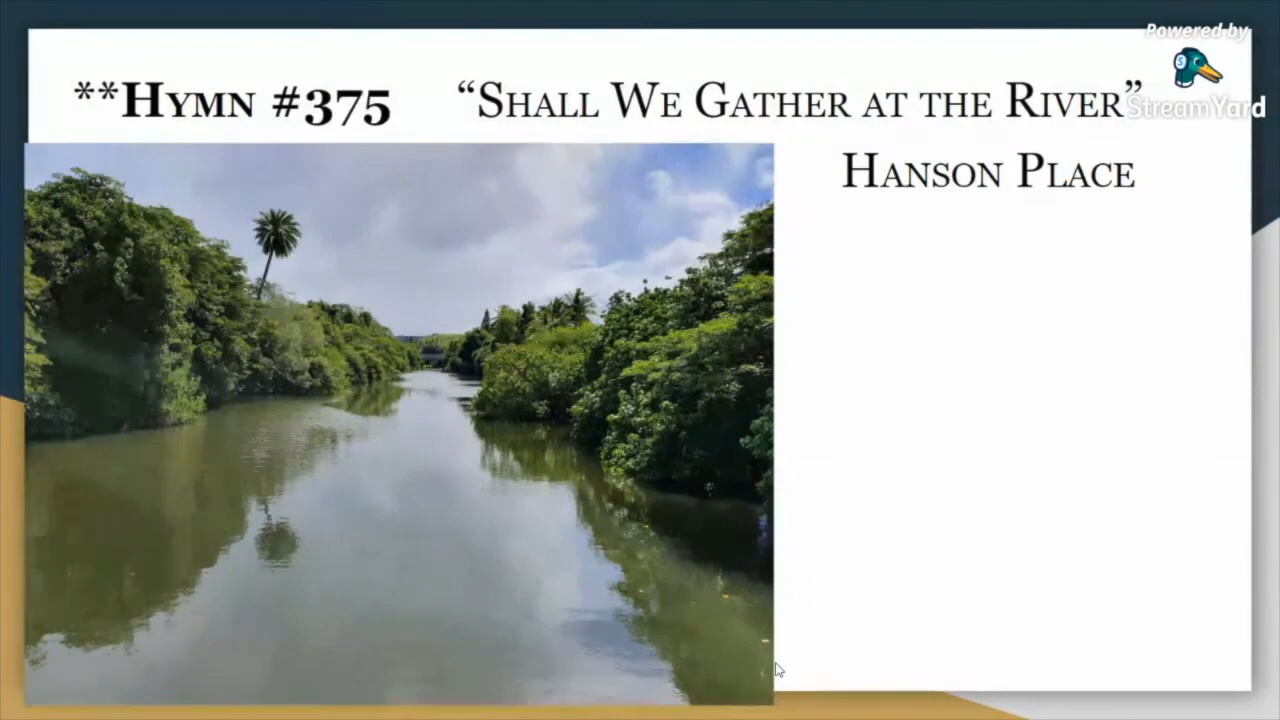 Powered by
StreamYard
**Hymn #375 “Shall We Gather at the River”
Hanson Place